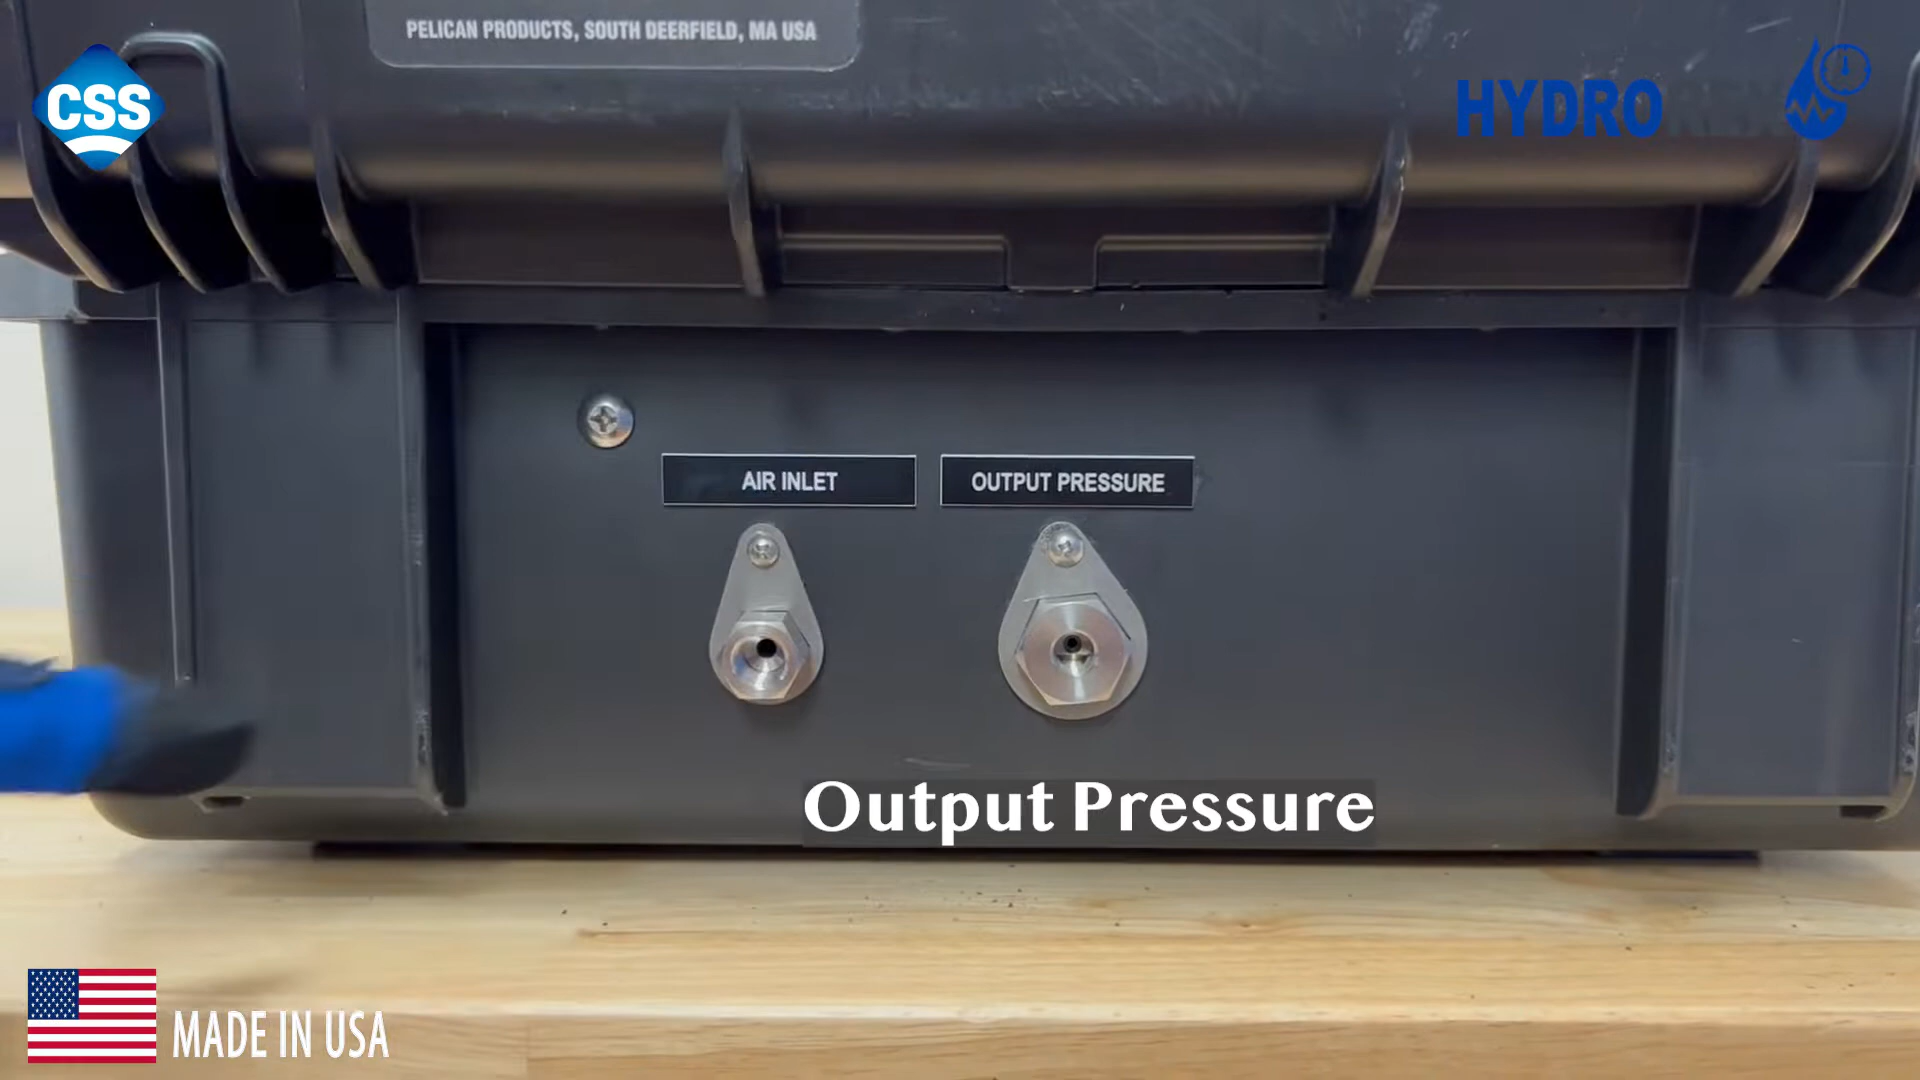 PELICAN PRODUCTS, SOUTH DEERFIELD, MA USA
CSS
HYDRO
AIR INLET
OUTPUT PRESSURE
Output Pressure
MADE IN USA